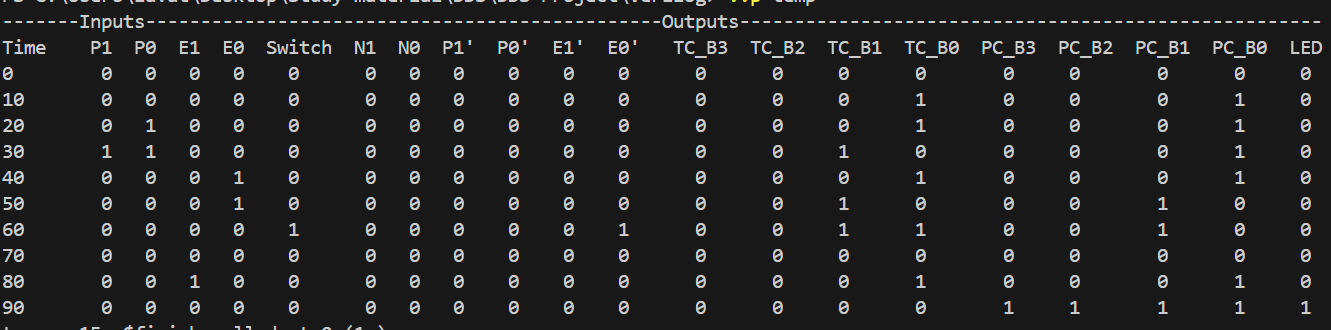 vvp temp
-------Inputs-----------------------------------------------Outputs-----------------------------------------------------
Time P1 P0 E1 E0 Switch N1 N0 P1' P0' E1' E0' TC_B3 TC_B2 TC_B1 TC_B0 PC_B3 PC_B2 PC_B1 PC_B0 LED
0 0 0 0 0 0 0 0 0 0 0 0 0 0 0 0 0 0 0 0 0
10 0 0 0 0 0 0 0 0 0 0 0 0 0 0 1 0 0 0 1 0
20 0 1 0 0 0 0 0 0 0 0 0 0 0 0 1 0 0 0 1 0
30 1 1 0 0 0 0 0 0 0 0 0 0 0 1 0 0 0 0 1 0
40 0 0 0 1 0 0 0 0 0 0 0 0 0 0 1 0 0 0 1 0
50 0 0 0 1 0 0 0 0 0 0 0 0 0 1 0 0 0 1 0 0
60 0 0 0 0 1 0 0 0 0 0 1 0 0 1 1 0 0 1 0 0
70 0 0 0 0 0 0 0 0 0 0 0 0 0 0 0 0 0 0 0 0
80 0 0 1 0 0 0 0 0 0 0 0 0 0 0 1 0 0 0 1 0
90 0 0 0 0 0 0 0 0 0 0 0 0 0 0 0 1 1 1 1 1